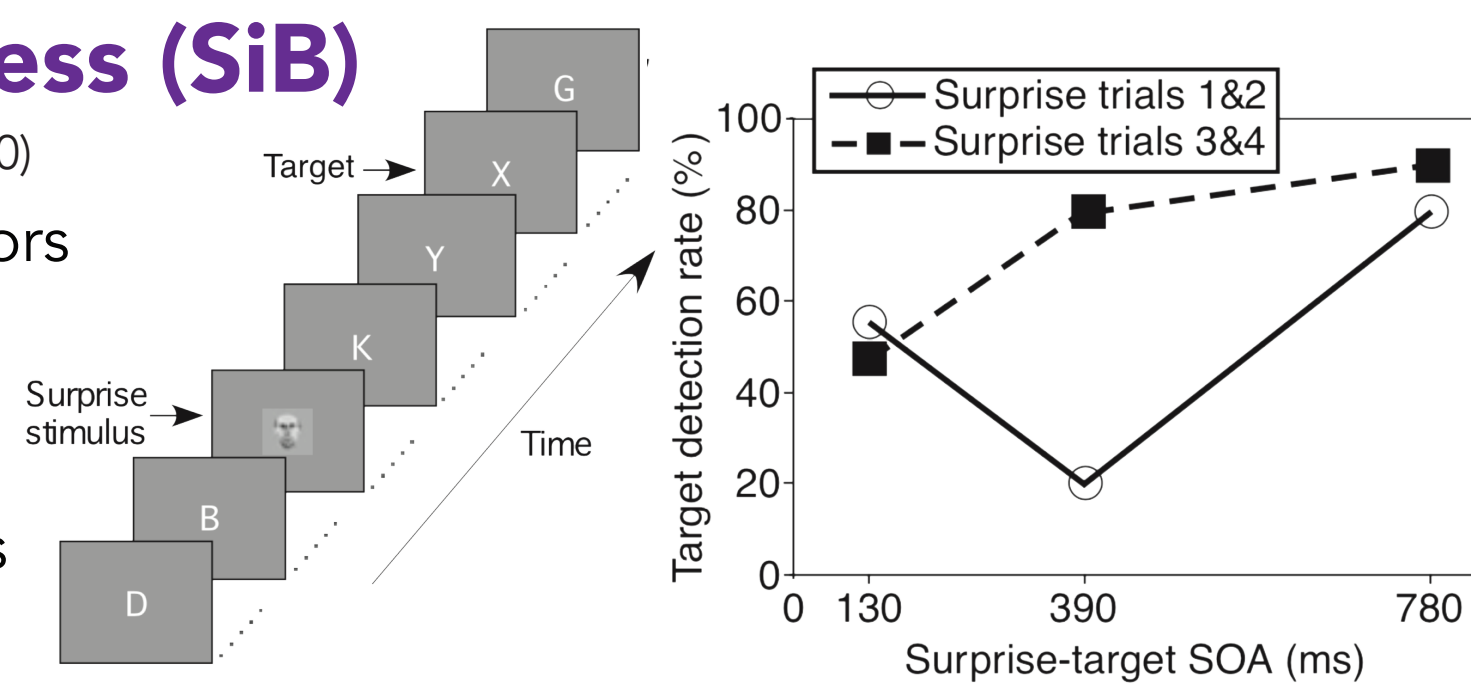 ess (SiB)
0)
ors
s
G
Target
X
Y
K
Surprise
stimulus
B
D
Time
Surprise trials 1&2
Surprise trials 3&4
Target detection rate (%)
100
80
60
40
20
0
0 130 390 780
Surprise-target SOA (ms)